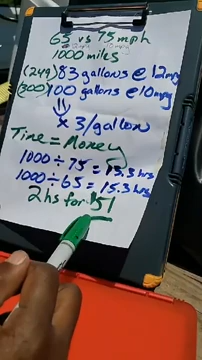 65 vs 75 mph
1000 miles
(249) 83 gallons @ 12mpg
(300) 100 gallons @ 10mpg
x 3/gallon
Time = Money
1000 ÷ 75 = 15.3 hrs
1000 ÷ 65 = 15.3 hrs
2hs for $51